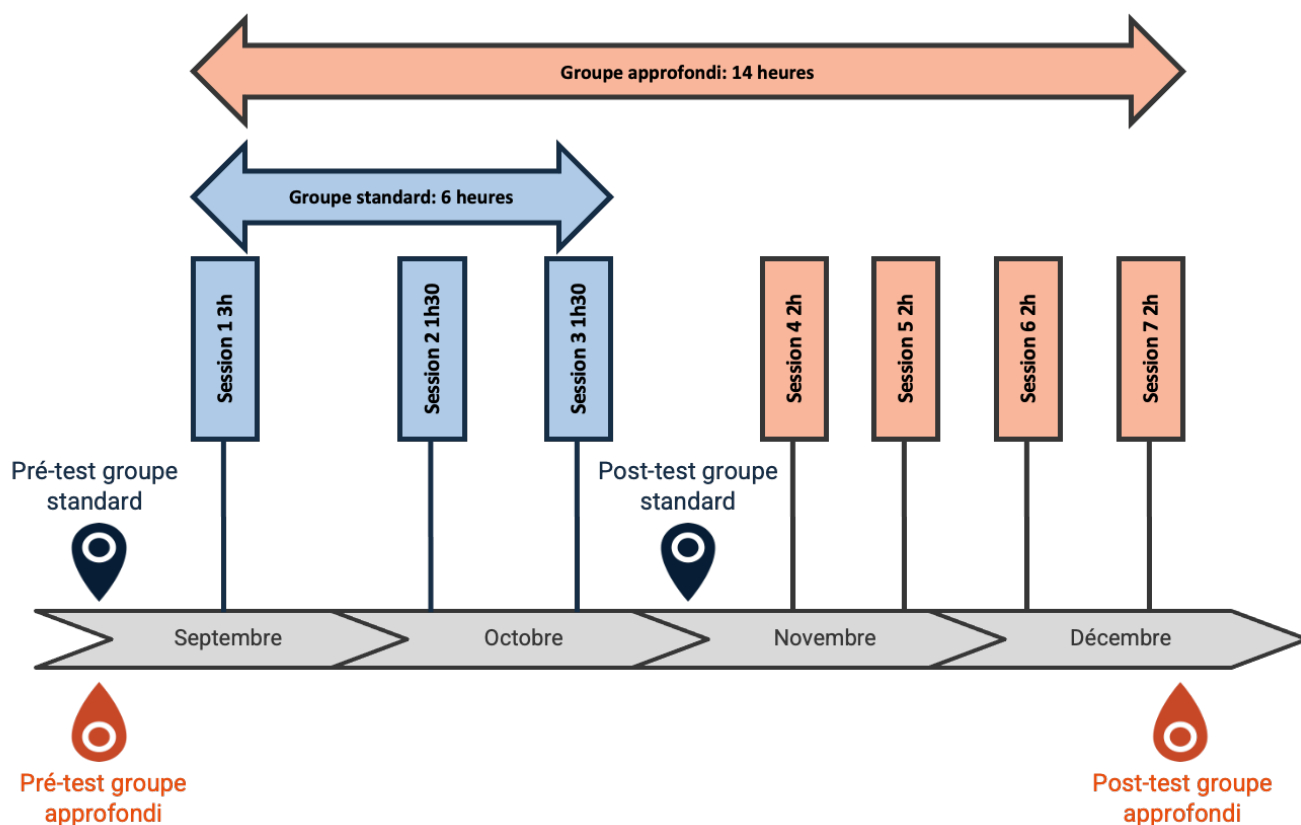 Groupe approfondi: 14 heures
Groupe standard: 6 heures
Session 1 3h
Session 2 1h30
Session 3 1h30
Session 4 2h
Session 5 2h
Session 6 2h
Session 7 2h
Pré-test groupe
standard
Post-test groupe
standard
Septembre
Octobre
Novembre
Décembre
Pré-test groupe
approfondi
Post-test groupe
approfondi